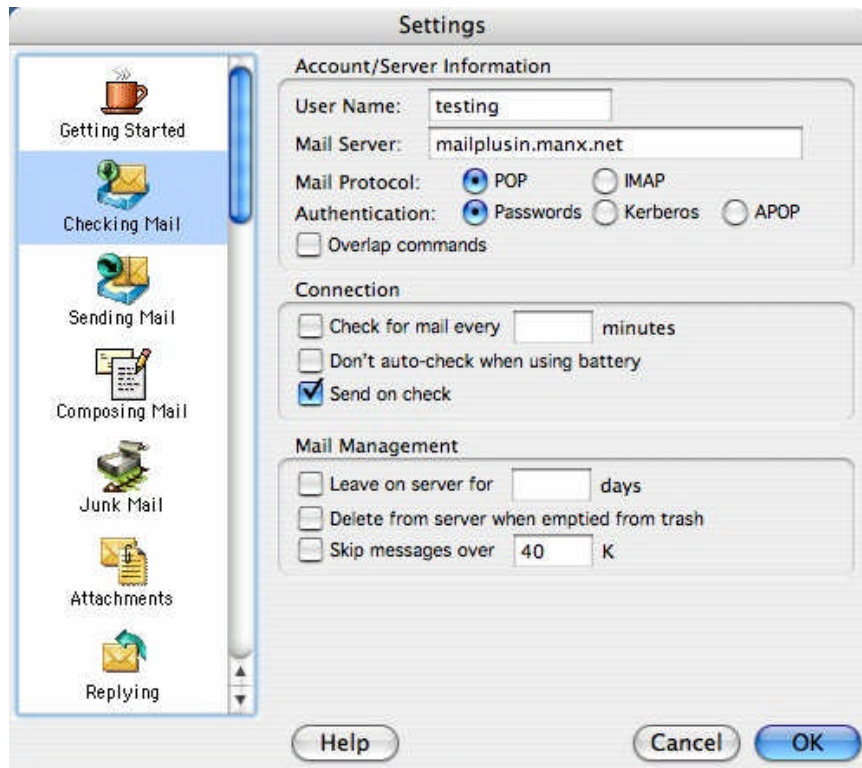 Settings
Getting Started
Checking Mail
Sending Mail
Composing Mail
Junk Mail
Attachments
Replying
Account/Server Information
User Name: testing
Mail Server: mailplusin.manx.net
Mail Protocol: POP IMAP
Authentication: Passwords Kerberos APOP
Overlap commands
Connection
Check for mail every minutes
Don't auto-check when using battery
Send on check
Mail Management
Leave on server for days
Delete from server when emptied from trash
Skip messages over 40 K
Help Cancel OK